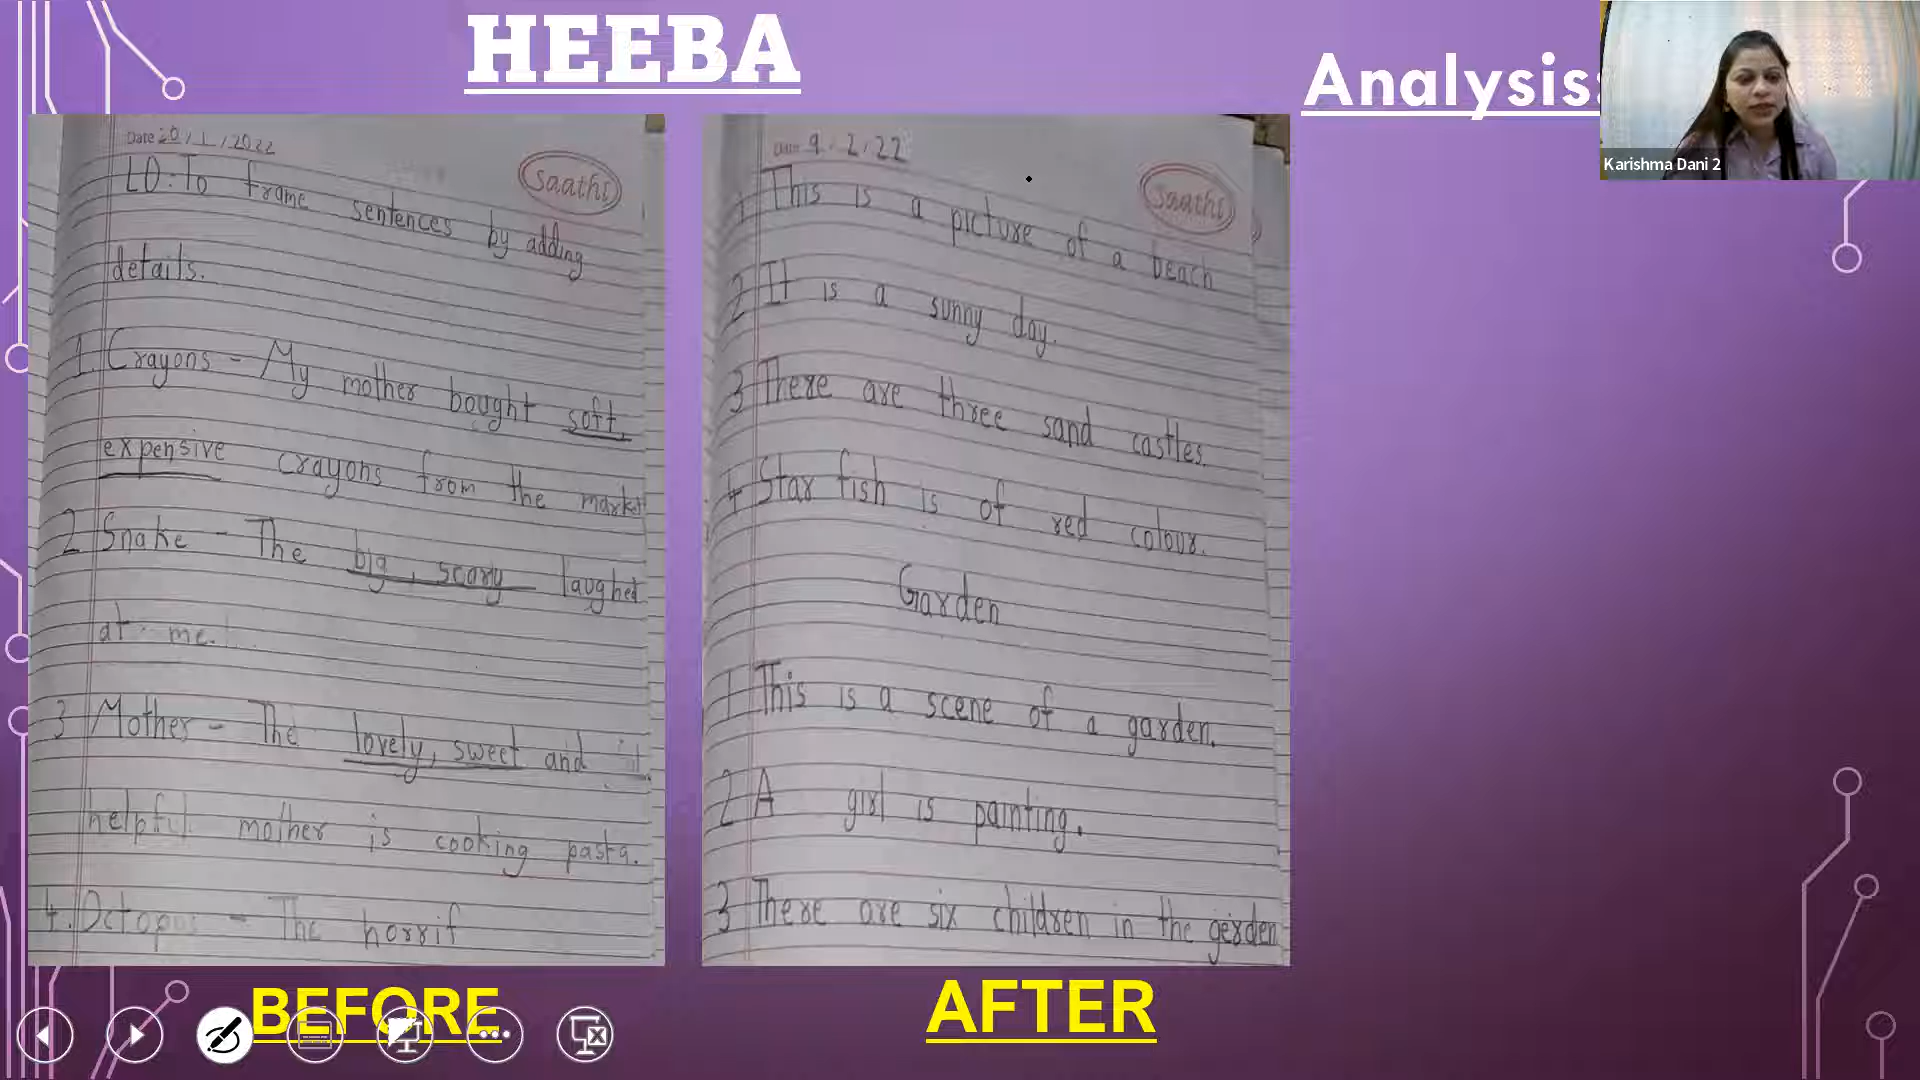 HEEBA
Analysis:
Karishma Dani 2
Date 20/1/2022
Saathi
LO: To frame sentences by adding
details.
1. Crayons - My mother bought soft,
expensive crayons from the market
2 Snake - The big, scary laughed
at me.
3 Mother - The lovely, sweet and
helpful mother is cooking pasta.
4. Octopus - The horrif
BEFORE
Date 9.2.22
Saathi
1 This is a picture of a beach
2 It is a sunny day.
3 There are three sand castles.
4 Star fish is of red colour.
Garden
1 This is a scene of a garden.
2 A girl is painting.
3 There are six children in the gerden
AFTER